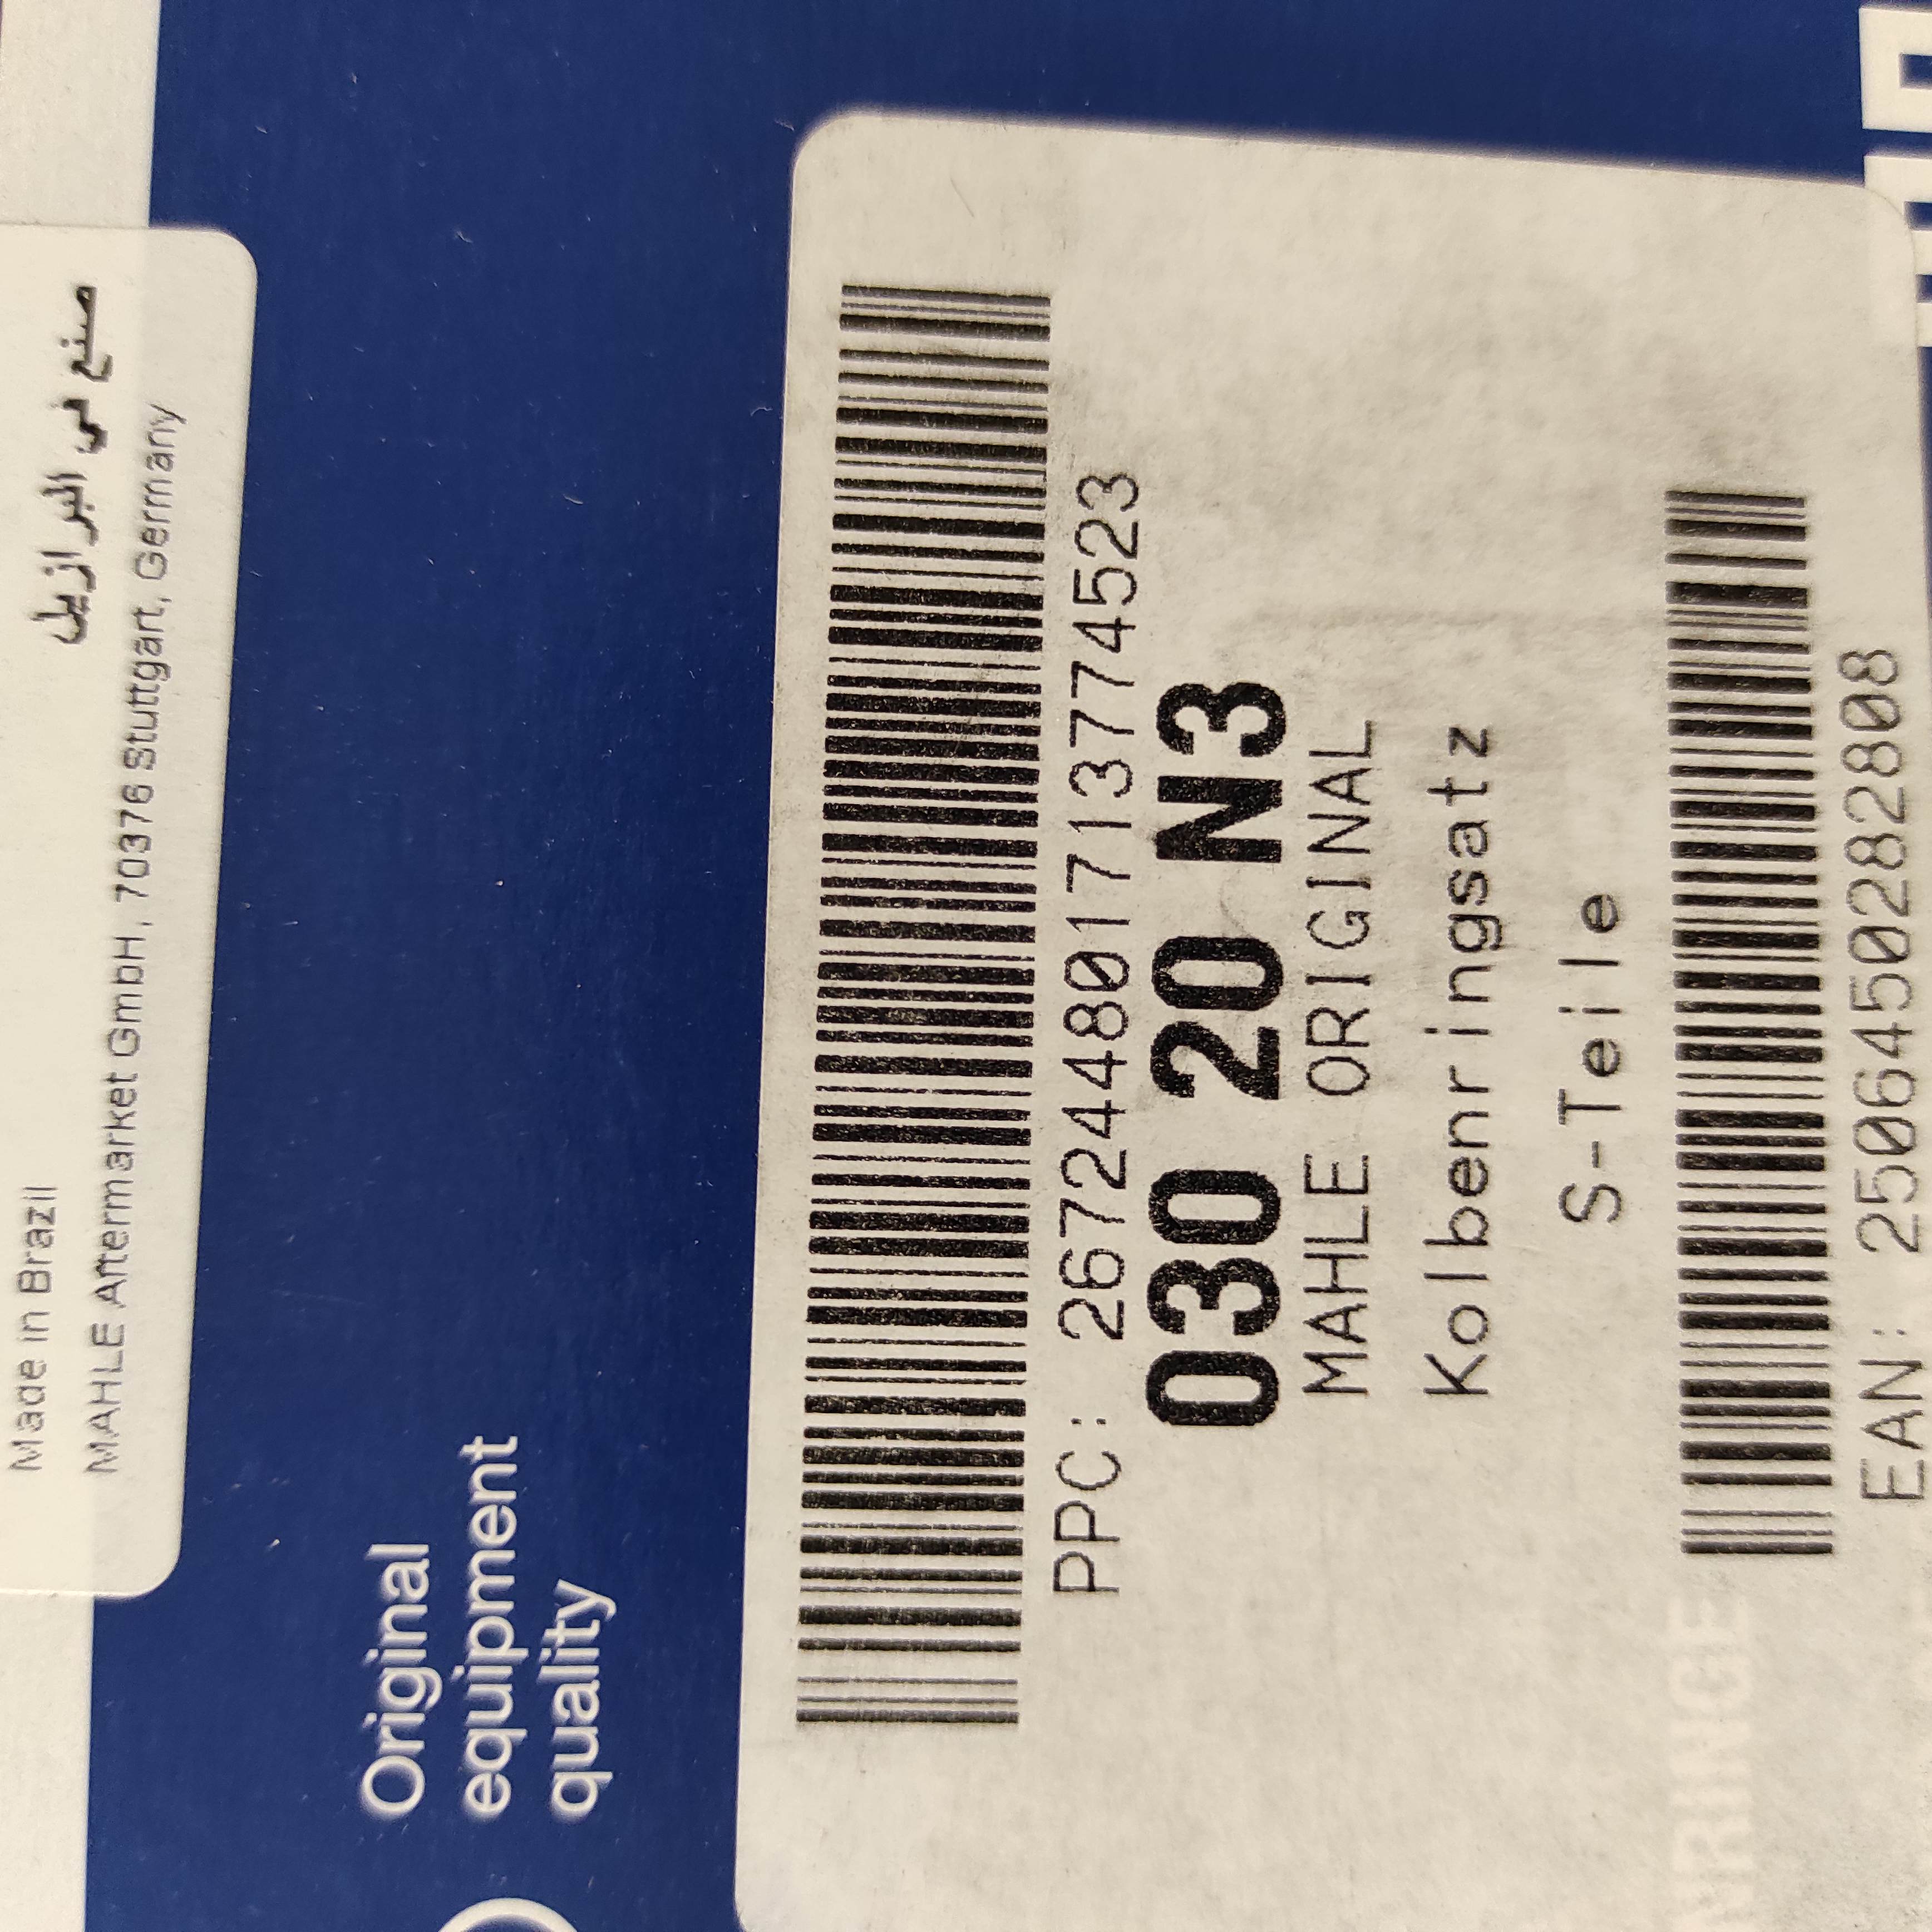 صنع في البرازيل
Made in Brazil
MAHLE Aftermarket GmbH, 70376 Stuttgart, Germany
Original
equipment
quality
PPC: 267244801713774523
030 20 N3
MAHLE ORIGINAL
Kolbenringsatz
S-Teile
EAN: 2506450282808